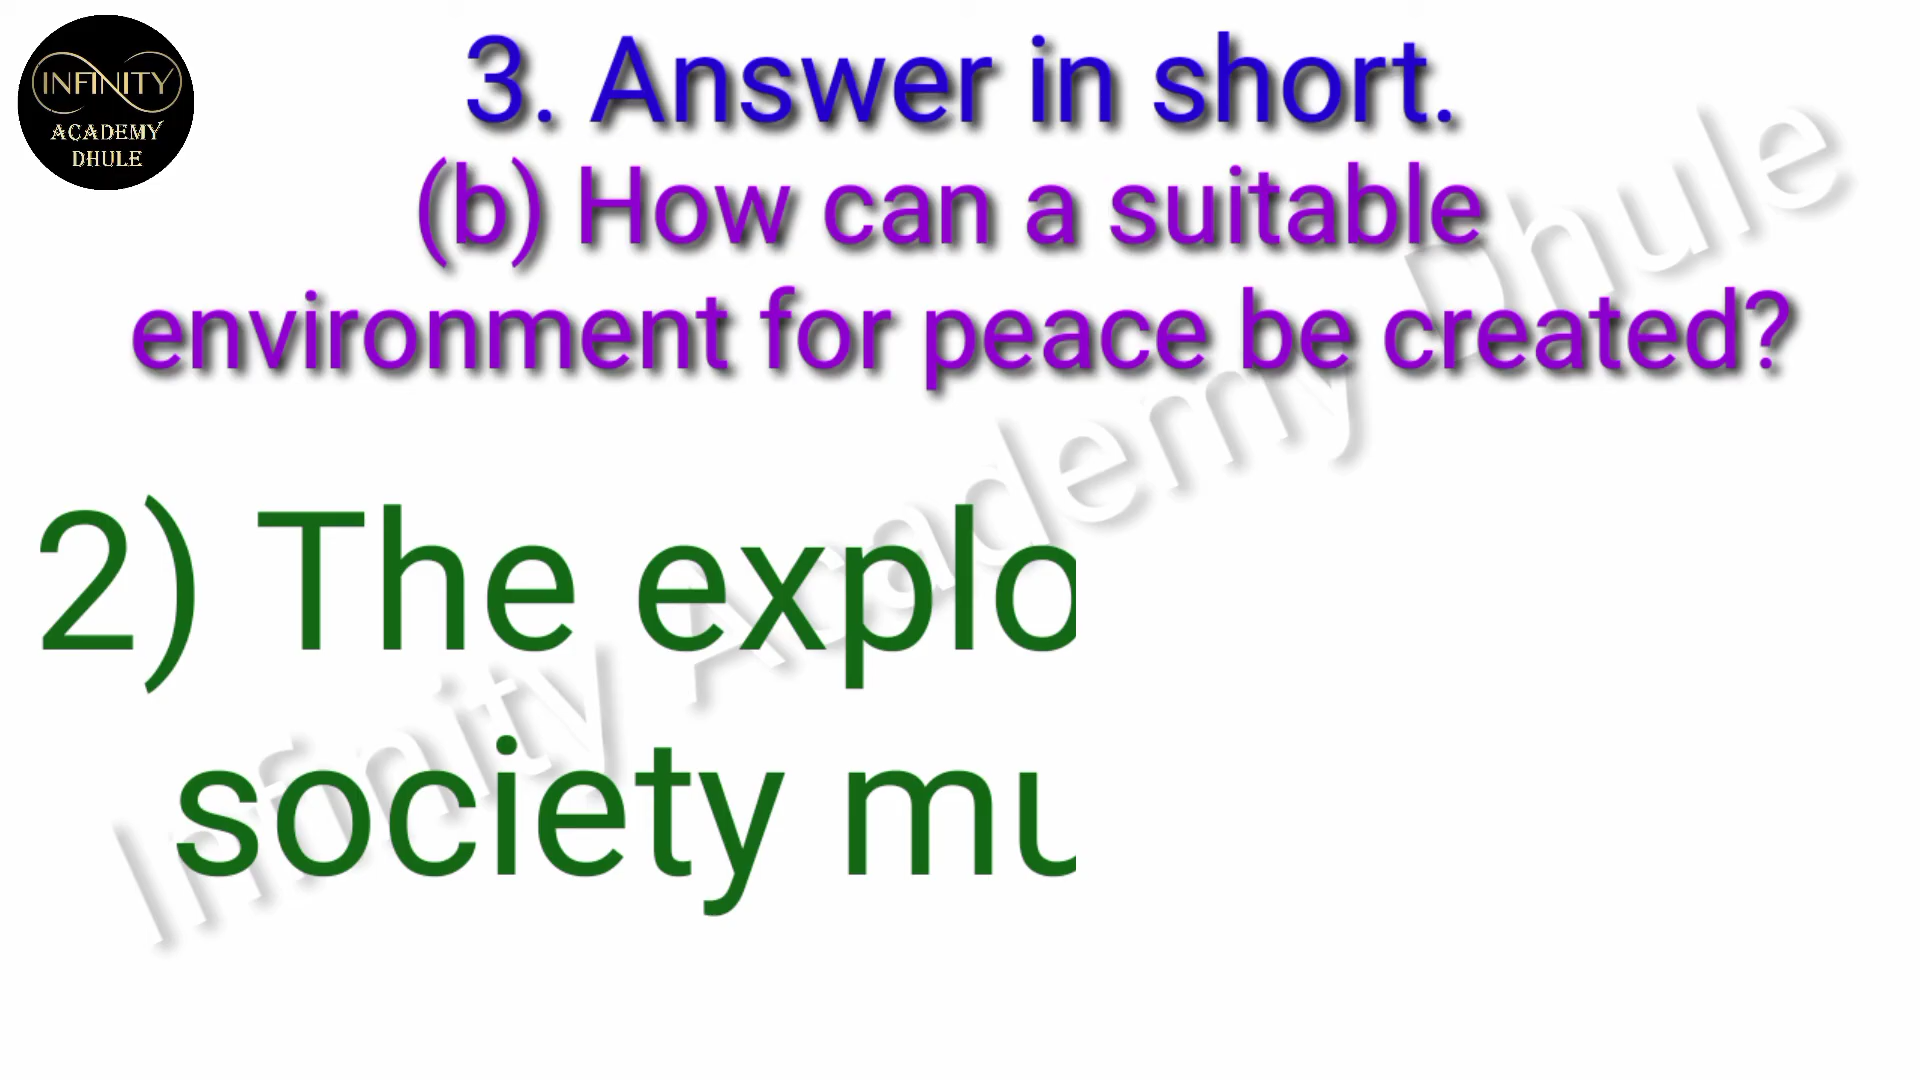 INFINITY
ACADEMY
DHULE
3. Answer in short.
(b) How can a suitable
environment for peace be created?
2) The explo
society mu
Infinity Academy Dhule